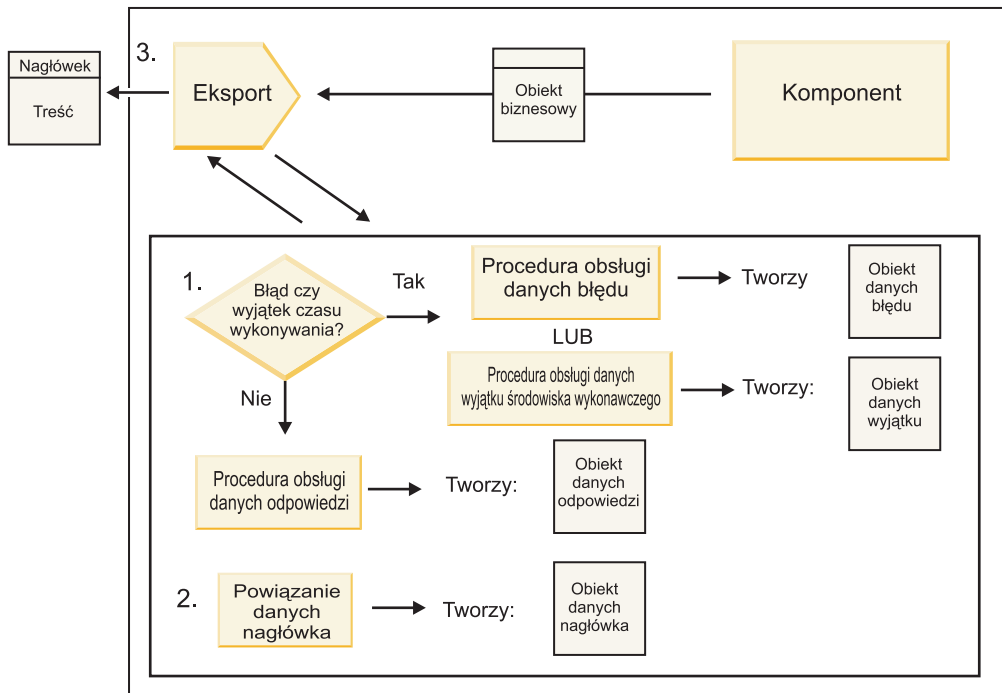 Nagłówek
Treść
3.
Eksport
Obiekt
biznesowy
Komponent
1.
Błąd czy
wyjątek czasu
wykonywania?
Tak
Procedura obsługi
danych błędu
Tworzy
Obiekt
danych
błędu
LUB
Procedura obsługi danych
wyjątku środowiska wykonawczego
Tworzy:
Obiekt
danych
wyjątku
Nie
Procedura obsługi
danych odpowiedzi
Tworzy:
Obiekt
danych
odpowiedzi
2.
Powiązanie
danych
nagłówka
Tworzy:
Obiekt
danych
nagłówka